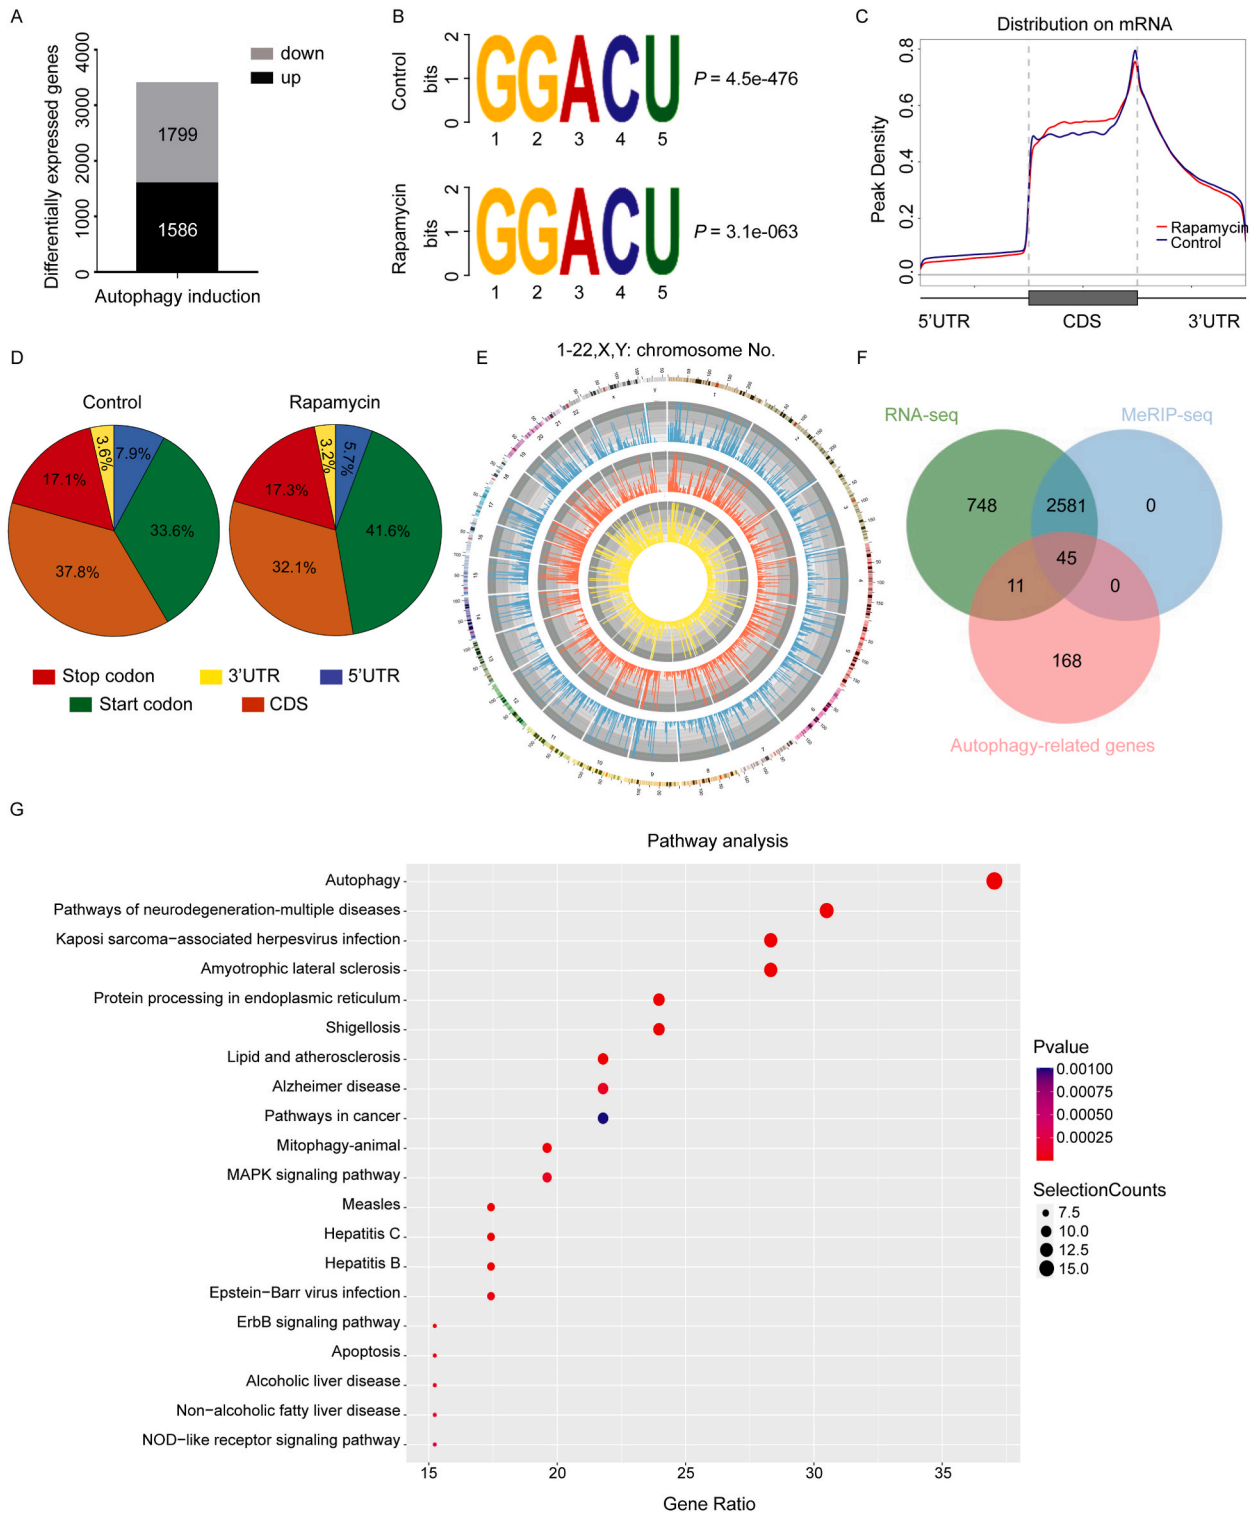 A
Differentially expressed genes
4000
3000
2000
1000
0
1799
1586
Autophagy induction
down
up
B
Control
bits
2
1
0
GGACU
1 2 3 4 5
P = 4.5e-476
Rapamycin
bits
2
1
0
GGACU
1 2 3 4 5
P = 3.1e-063
C
Distribution on mRNA
Peak Density
0.8
0.6
0.4
0.2
0.0
Rapamycin
Control
5'UTR CDS 3'UTR
D
Control
3.6%
7.9%
17.1%
33.6%
37.8%
Rapamycin
3.2%
5.7%
17.3%
41.6%
32.1%
Stop codon 3'UTR 5'UTR
Start codon CDS
E
1-22,X,Y: chromosome No.
F
RNA-seq
MeRIP-seq
748
2581
0
45
11
0
168
Autophagy-related genes
G
Pathway analysis
Autophagy
Pathways of neurodegeneration-multiple diseases
Kaposi sarcoma−associated herpesvirus infection
Amyotrophic lateral sclerosis
Protein processing in endoplasmic reticulum
Shigellosis
Lipid and atherosclerosis
Alzheimer disease
Pathways in cancer
Mitophagy-animal
MAPK signaling pathway
Measles
Hepatitis C
Hepatitis B
Epstein−Barr virus infection
ErbB signaling pathway
Apoptosis
Alcoholic liver disease
Non−alcoholic fatty liver disease
NOD−like receptor signaling pathway
15 20 25 30 35
Gene Ratio
Pvalue
0.00100
0.00075
0.00050
0.00025
SelectionCounts
7.5
10.0
12.5
15.0